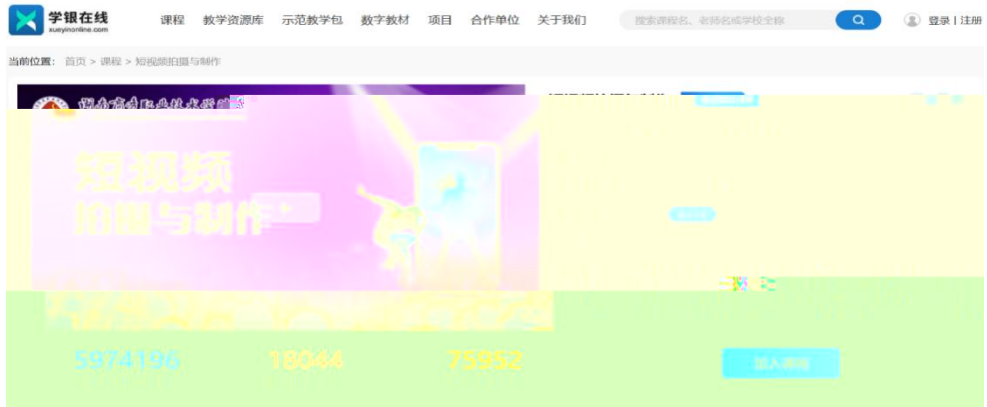 学银在线
xueyinonline.com
课程 教学资源库 示范教学包 数字教材 项目 合作单位 关于我们
搜索课程名、老师名或学校全称
登录 | 注册
当前位置: 首页 > 课程 > 短视频拍摄与制作
短视频
拍摄与制作
5974196 18044 75952
加入课程